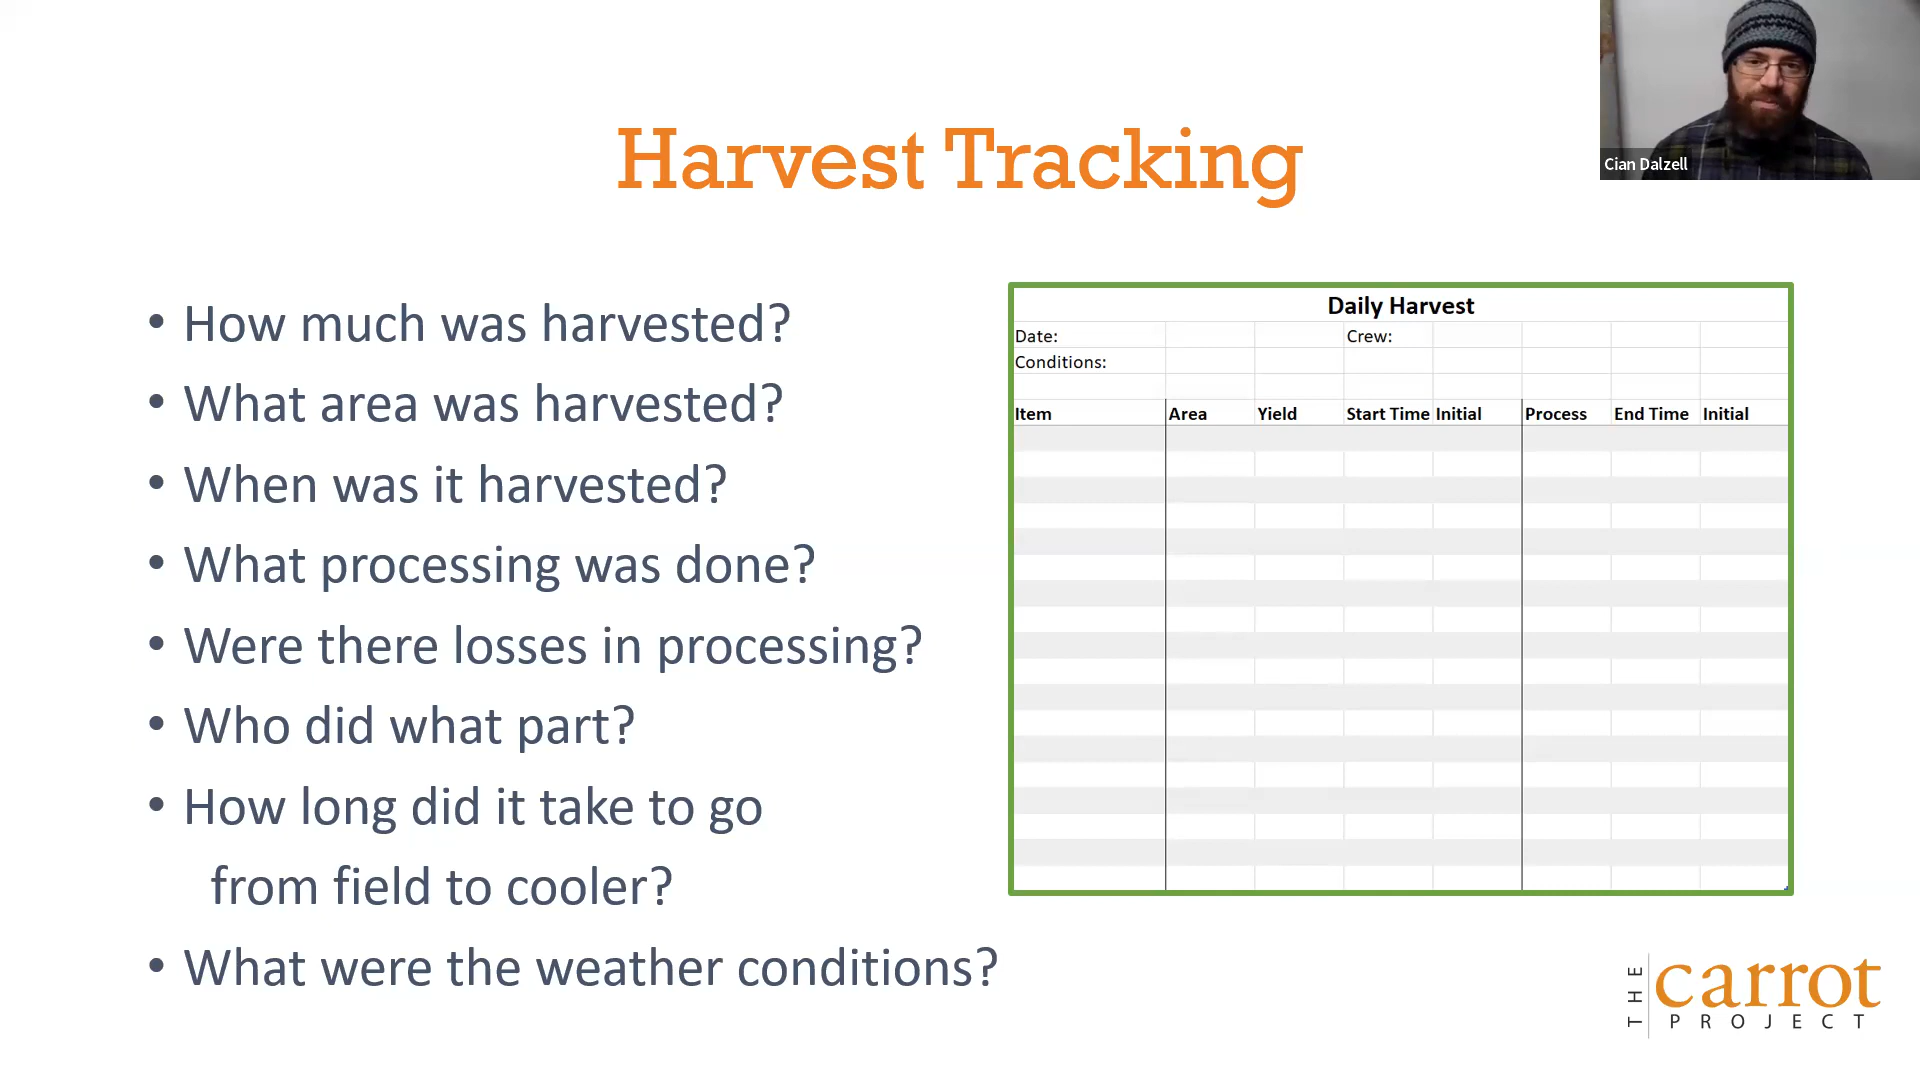 Harvest Tracking
Cian Dalzell
• How much was harvested?
• What area was harvested?
• When was it harvested?
• What processing was done?
• Were there losses in processing?
• Who did what part?
• How long did it take to go
from field to cooler?
• What were the weather conditions?
Daily Harvest
Date: Crew:
Conditions:
Item Area Yield Start Time Initial Process End Time Initial
THE
carrot
PROJECT